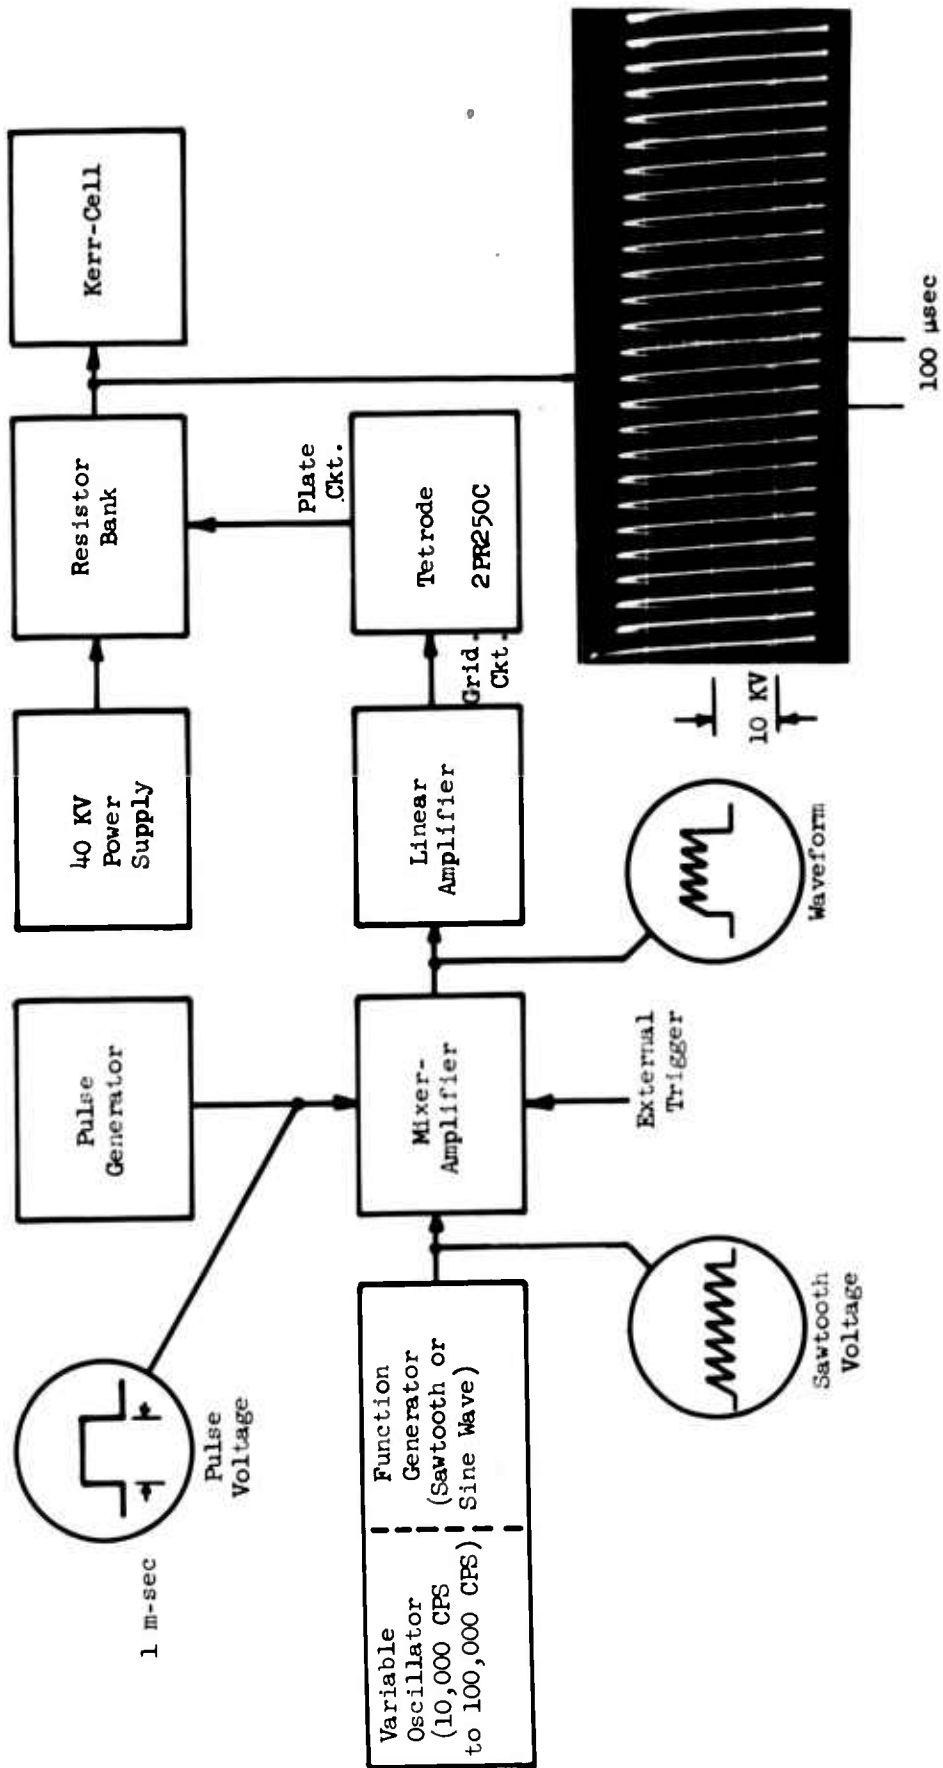 1 m-sec
Pulse
Voltage
Pulse
Generator
40 KV
Power
Supply
Resistor
Bank
Kerr-Cell
Variable
Oscillator
(10,000 CPS
to 100,000 CPS)
Function
Generator
(Sawtooth or
Sine Wave)
Mixer-
Amplifier
Linear
Amplifier
Grid.
Ckt.
Tetrode
2PR250C
Plate
Ckt.
Sawtooth
Voltage
External
Trigger
Waveform
10 KV
100 µsec